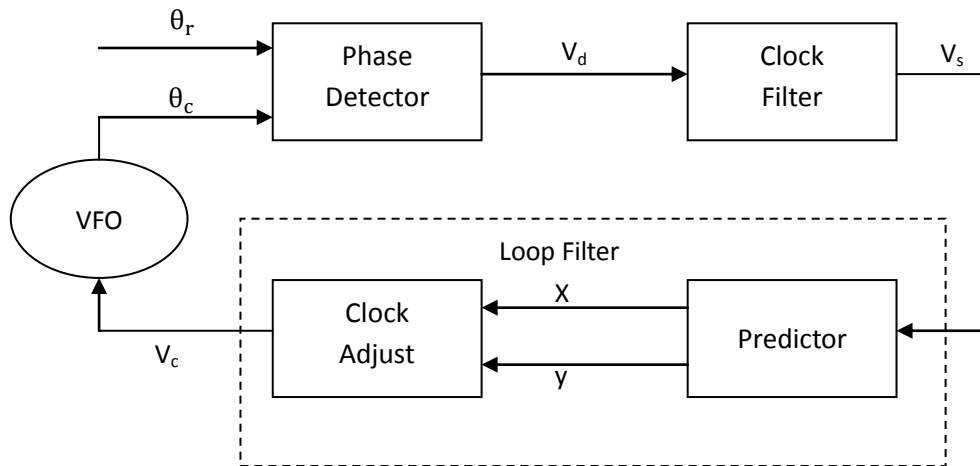 θr
Phase
Detector
Vd
Clock
Filter
Vs
θc
VFO
Loop Filter
Clock
Adjust
X
y
Predictor
Vc